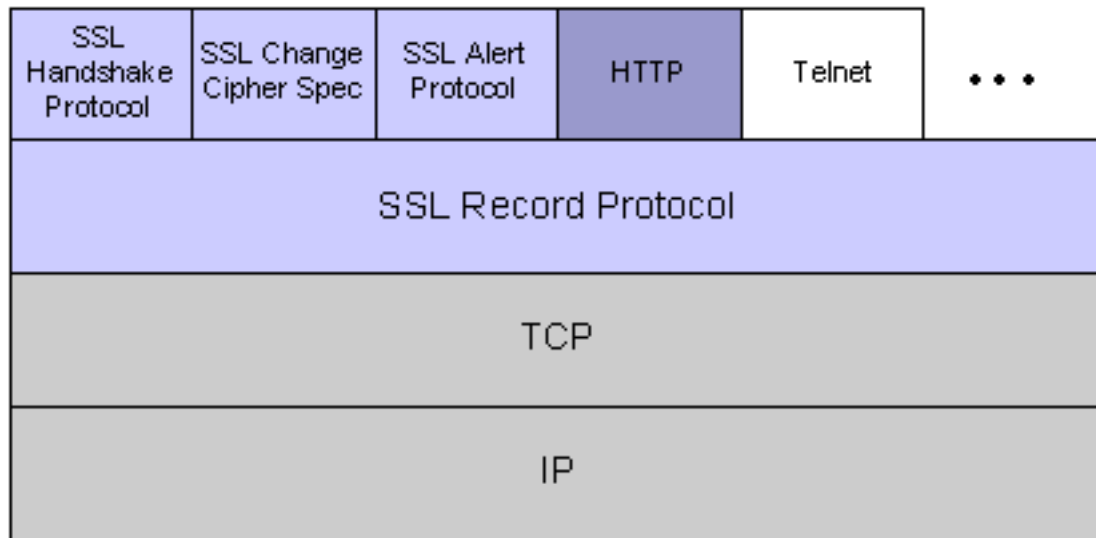 SSL
Handshake
Protocol
SSL Change
Cipher Spec
SSL Alert
Protocol
HTTP
Telnet
...
SSL Record Protocol
TCP
IP